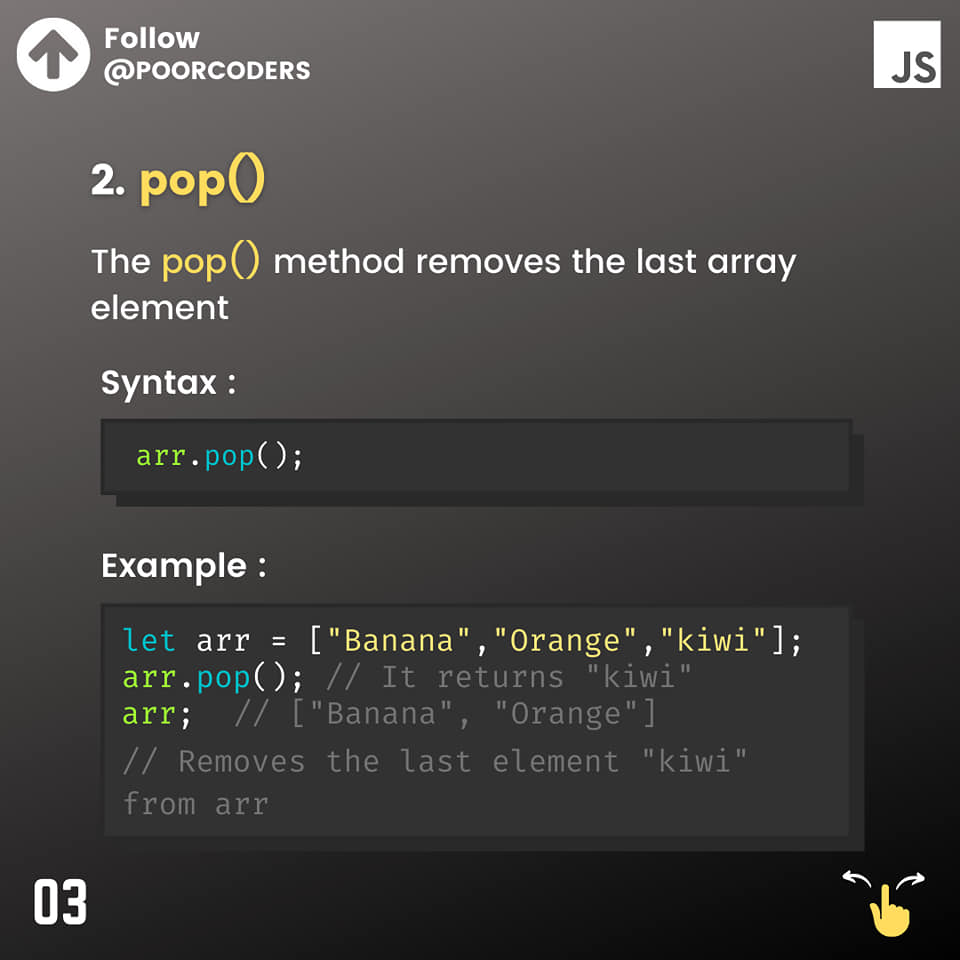 Follow
@POORCODERS
JS
2. pop()
The pop() method removes the last array
element
Syntax :
arr.pop();
Example :
let arr = ["Banana","Orange","kiwi"];
arr.pop(); // It returns "kiwi"
arr;  // ["Banana", "Orange"]
// Removes the last element "kiwi"
from arr
03